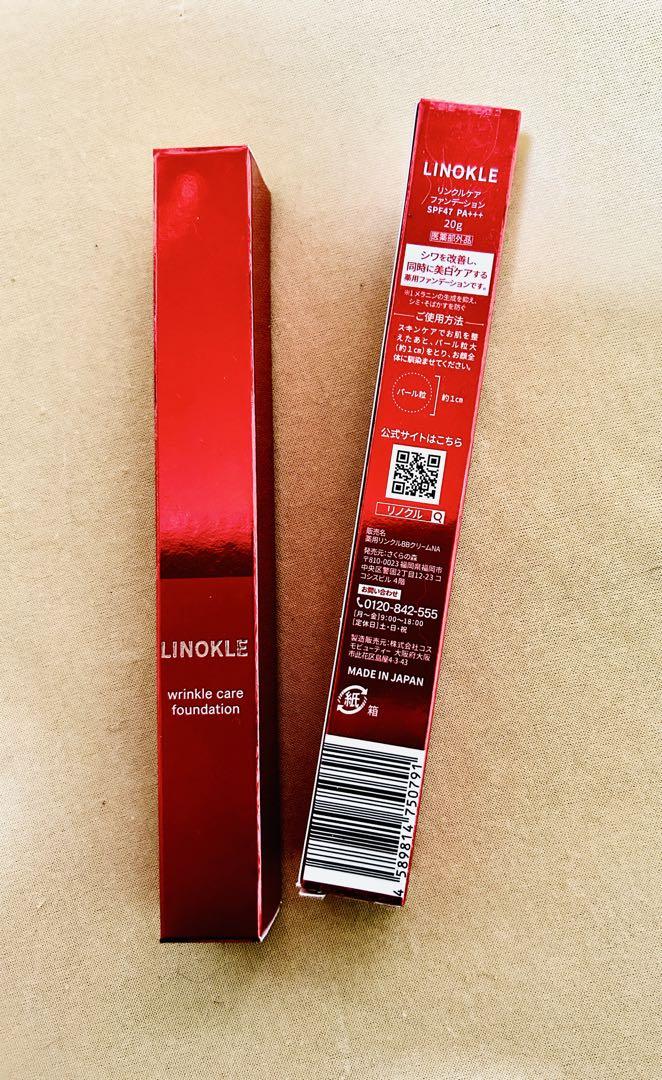 LINOKLE
wrinkle care
foundation
LINOKLE
リンクルケア
ファンデーション
SPF47 PA+++
20g
医薬部外品
シワを改善し、
同時に美白ケアする
薬用ファンデーションです。
※1 メラニンの生成を抑え、
シミ・そばかすを防ぐ
ご使用方法
スキンケアでお肌を整
えたあと、パール粒大
(約1㎝)をとり、お顔全
体に馴染ませてください。
パール粒
約1㎝
公式サイトはこちら
リノクル
販売名
薬用リンクルBBクリームNA
発売元:さくらの森
〒810-0023 福岡県福岡市
中央区警固2丁目12-23 コ
コシスビル 4階
お問い合わせ
0120-842-555
[月〜金]9:00〜18:00
[定休日]土・日・祝
製造販売元:株式会社コス
モビューティー 大阪府大阪
市此花区島屋4-3-43
MADE IN JAPAN
紙
箱
4 589814 750791